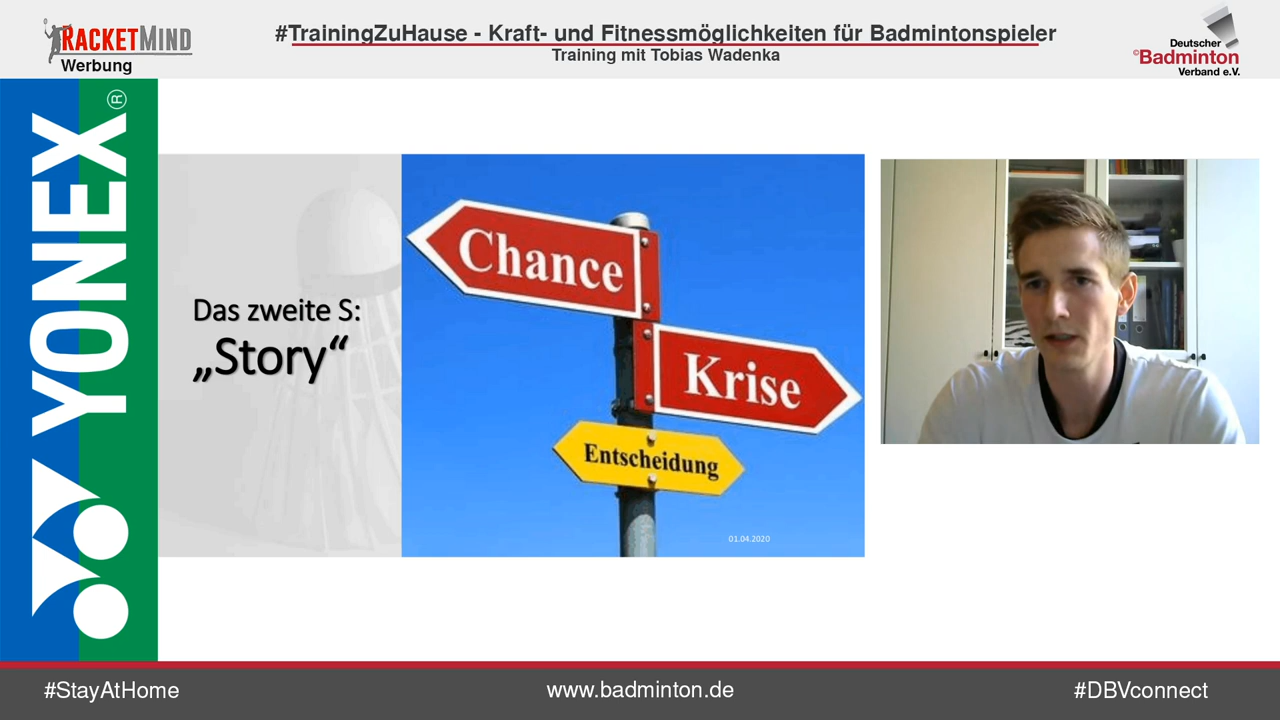 RACKETMIND
Werbung
#TrainingZuHause - Kraft- und Fitnessmöglichkeiten für Badmintonspieler
Training mit Tobias Wadenka
Deutscher
©Badminton
Verband e.V.
YONEX®
Das zweite S:
„Story“
Chance
Krise
Entscheidung
01.04.2020
#StayAtHome
www.badminton.de
#DBVconnect